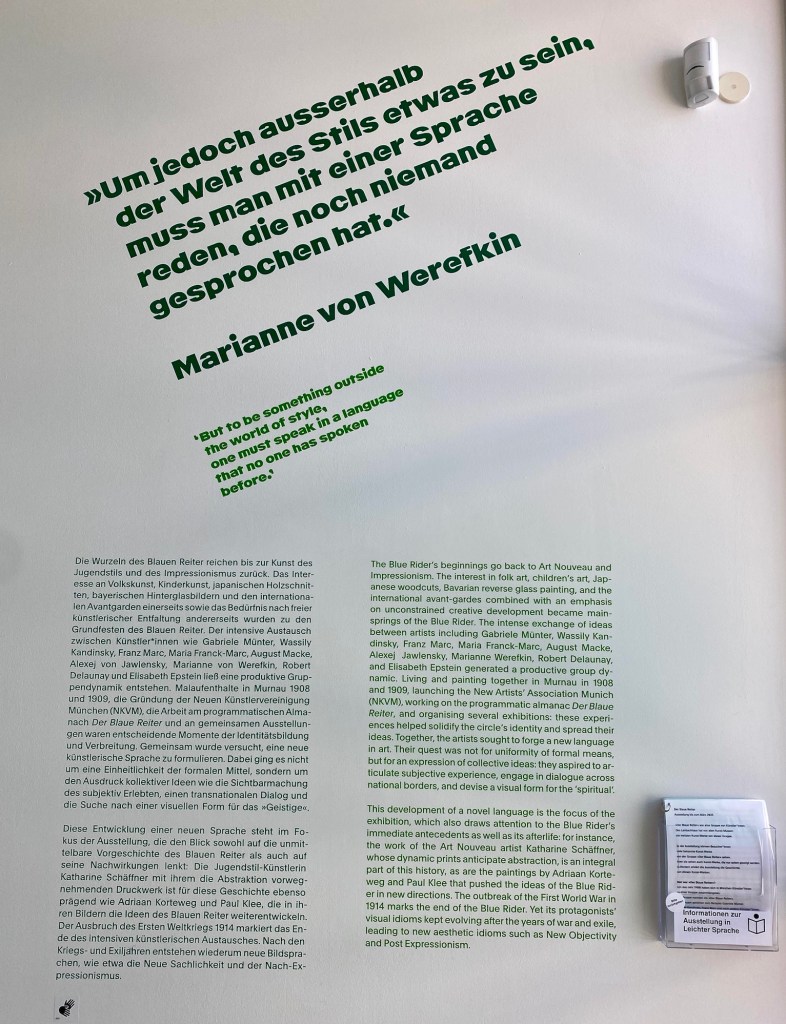 »Um jedoch ausserhalb
der Welt des Stils etwas zu sein,
muss man mit einer Sprache
reden, die noch niemand
gesprochen hat.«
Marianne von Werefkin
‘But to be something outside
the world of style,
one must speak in a language
that no one has spoken
before.’
Die Wurzeln des Blauen Reiter reichen bis zur Kunst des
Jugendstils und des Impressionismus zurück. Das Inter-
esse an Volkskunst, Kinderkunst, japanischen Holzschnit-
ten, bayerischen Hinterglasbildern und den internationa-
len Avantgarden einerseits sowie das Bedürfnis nach freier
künstlerischer Entfaltung andererseits wurden zu den
Grundfesten des Blauen Reiter. Der intensive Austausch
zwischen Künstler*innen wie Gabriele Münter, Wassily
Kandinsky, Franz Marc, Maria Franck-Marc, August Macke,
Alexej von Jawlensky, Marianne von Werefkin, Robert
Delaunay und Elisabeth Epstein ließ eine produktive Grup-
pendynamik entstehen. Malaufenthalte in Murnau 1908
und 1909, die Gründung der Neuen Künstlervereinigung
München (NKVM), die Arbeit am programmatischen Alma-
nach Der Blaue Reiter und an gemeinsamen Ausstellun-
gen waren entscheidende Momente der Identitätsbildung
und Verbreitung. Gemeinsam wurde versucht, eine neue
künstlerische Sprache zu formulieren. Dabei ging es nicht
um eine Einheitlichkeit der formalen Mittel, sondern um
den Ausdruck kollektiver Ideen wie die Sichtbarmachung
des subjektiv Erlebten, einen transnationalen Dialog und
die Suche nach einer visuellen Form für das »Geistige«.
Diese Entwicklung einer neuen Sprache steht im Fo-
kus der Ausstellung, die den Blick sowohl auf die unmit-
telbare Vorgeschichte des Blauen Reiter als auch auf
seine Nachwirkungen lenkt: Die Jugendstil-Künstlerin
Katharine Schäffner mit ihrem die Abstraktion vorweg-
nehmenden Druckwerk ist für diese Geschichte ebenso
prägend wie Adriaan Korteweg und Paul Klee, die in ih-
ren Bildern die Ideen des Blauen Reiter weiterentwickeln.
Der Ausbruch des Ersten Weltkriegs 1914 markiert das En-
de des intensiven künstlerischen Austausches. Nach den
Kriegs- und Exiljahren entstehen wiederum neue Bildspra-
chen, wie etwa die Neue Sachlichkeit und der Nach-Ex-
pressionismus.
The Blue Rider’s beginnings go back to Art Nouveau and
Impressionism. The interest in folk art, children’s art, Jap-
anese woodcuts, Bavarian reverse glass painting, and the
international avant-gardes combined with an emphasis
on unconstrained creative development became main-
springs of the Blue Rider. The intense exchange of ideas
between artists including Gabriele Münter, Wassily Kan-
dinsky, Franz Marc, Maria Franck-Marc, August Macke,
Alexej Jawlensky, Marianne Werefkin, Robert Delaunay,
and Elisabeth Epstein generated a productive group dy-
namic. Living and painting together in Murnau in 1908
and 1909, launching the New Artists’ Association Munich
(NKVM), working on the programmatic almanac Der Blaue
Reiter, and organising several exhibitions: these experi-
ences helped solidify the circle’s identity and spread their
ideas. Together, the artists sought to forge a new language
in art. Their quest was not for uniformity of formal means,
but for an expression of collective ideas: they aspired to ar-
ticulate subjective experience, engage in dialogue across
national borders, and devise a visual form for the ‘spiritual’.
This development of a novel language is the focus of the
exhibition, which also draws attention to the Blue Rider’s
immediate antecedents as well as its afterlife: for instance,
the work of the Art Nouveau artist Katharine Schäffner,
whose dynamic prints anticipate abstraction, is an integral
part of this history, as are the paintings by Adriaan Korte-
weg and Paul Klee that pushed the ideas of the Blue Rid-
er in new directions. The outbreak of the First World War in
1914 marks the end of the Blue Rider. Yet its protagonists’
visual idioms kept evolving after the years of war and exile,
leading to new aesthetic idioms such as New Objectivity
and Post Expressionism.
Der Blaue Reiter
Informationen zur
Ausstellung in
Leichter Sprache